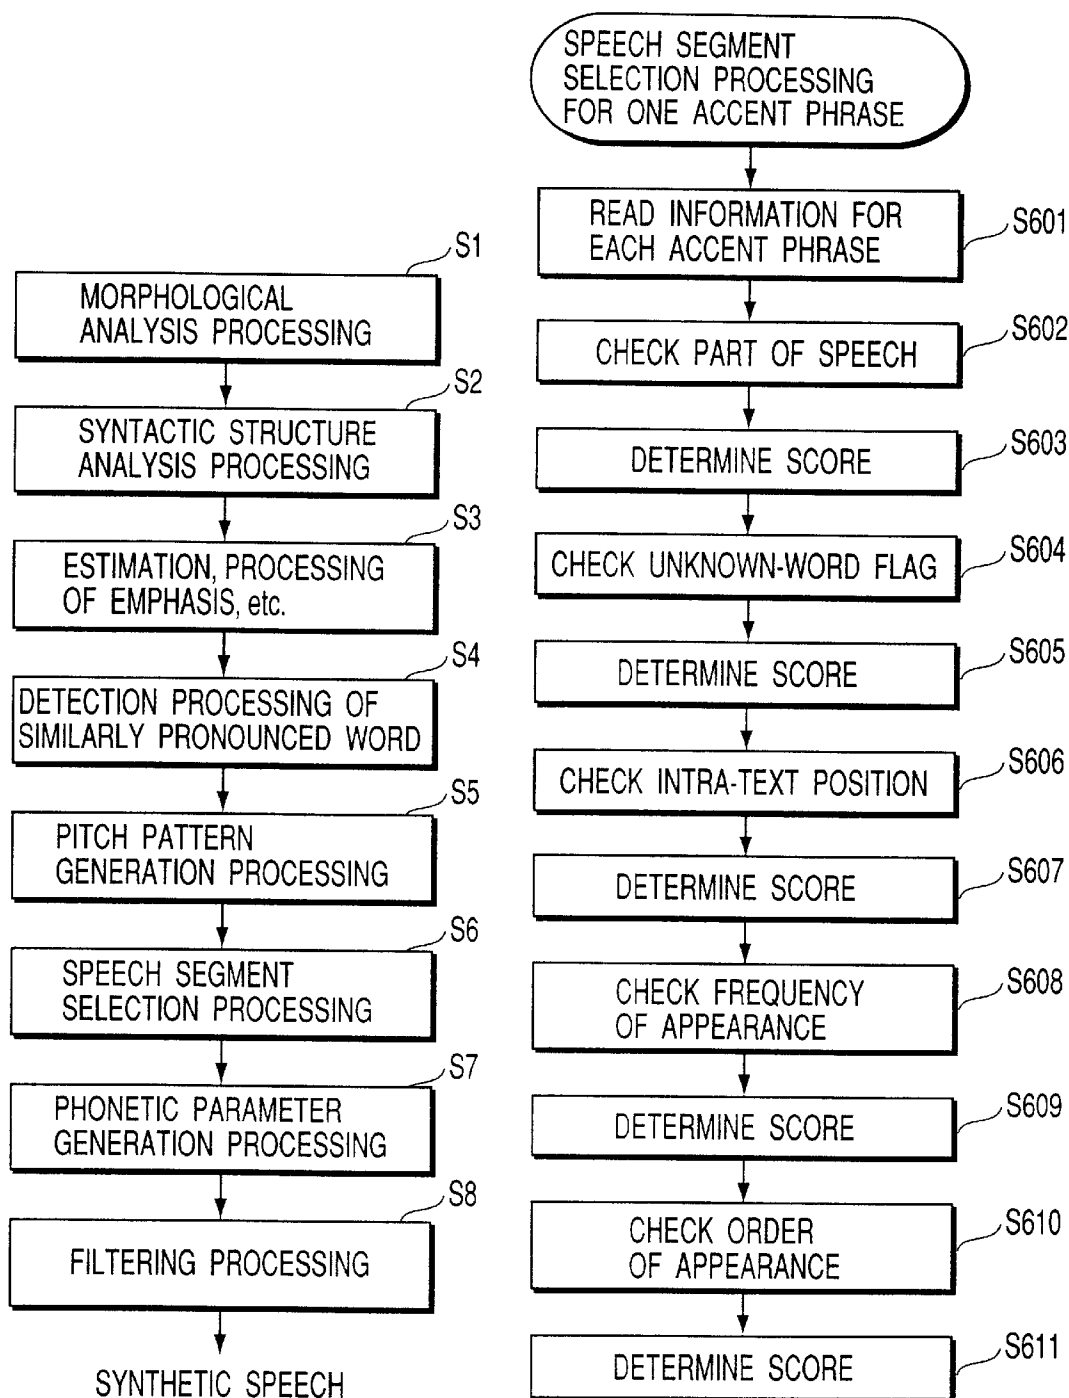 S1
MORPHOLOGICAL
ANALYSIS PROCESSING
S2
SYNTACTIC STRUCTURE
ANALYSIS PROCESSING
S3
ESTIMATION, PROCESSING
OF EMPHASIS, etc.
S4
DETECTION PROCESSING OF
SIMILARLY PRONOUNCED WORD
S5
PITCH PATTERN
GENERATION PROCESSING
S6
SPEECH SEGMENT
SELECTION PROCESSING
S7
PHONETIC PARAMETER
GENERATION PROCESSING
S8
FILTERING PROCESSING
SYNTHETIC SPEECH
SPEECH SEGMENT
SELECTION PROCESSING
FOR ONE ACCENT PHRASE
READ INFORMATION FOR
EACH ACCENT PHRASE
S601
CHECK PART OF SPEECH
S602
DETERMINE SCORE
S603
CHECK UNKNOWN-WORD FLAG
S604
DETERMINE SCORE
S605
CHECK INTRA-TEXT POSITION
S606
DETERMINE SCORE
S607
CHECK FREQUENCY
OF APPEARANCE
S608
DETERMINE SCORE
S609
CHECK ORDER
OF APPEARANCE
S610
DETERMINE SCORE
S611